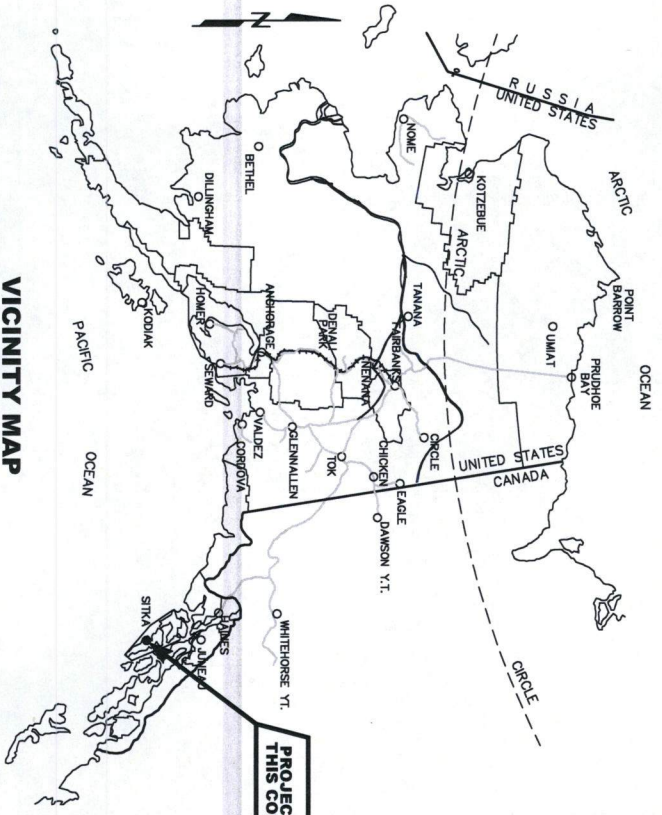 N
RUSSIA
UNITED STATES
ARCTIC
OCEAN
POINT
BARROW
PRUDHOE
BAY
UMIAT
KOTZEBUE
NOME
ARCTIC
CIRCLE
TANANA
FAIRBANKS
NENANA
DENALI
PARK
CIRCLE
CHICKEN
EAGLE
UNITED STATES
CANADA
DAWSON Y.T.
TOK
GLENNALLEN
VALDEZ
CORDOVA
ANCHORAGE
HOMER
SEWARD
KODIAK
BETHEL
DILLINGHAM
WHITEHORSE YT.
HAINES
JUNEAU
SITKA
PROJEC
THIS CO
PACIFIC
OCEAN
VICINITY MAP